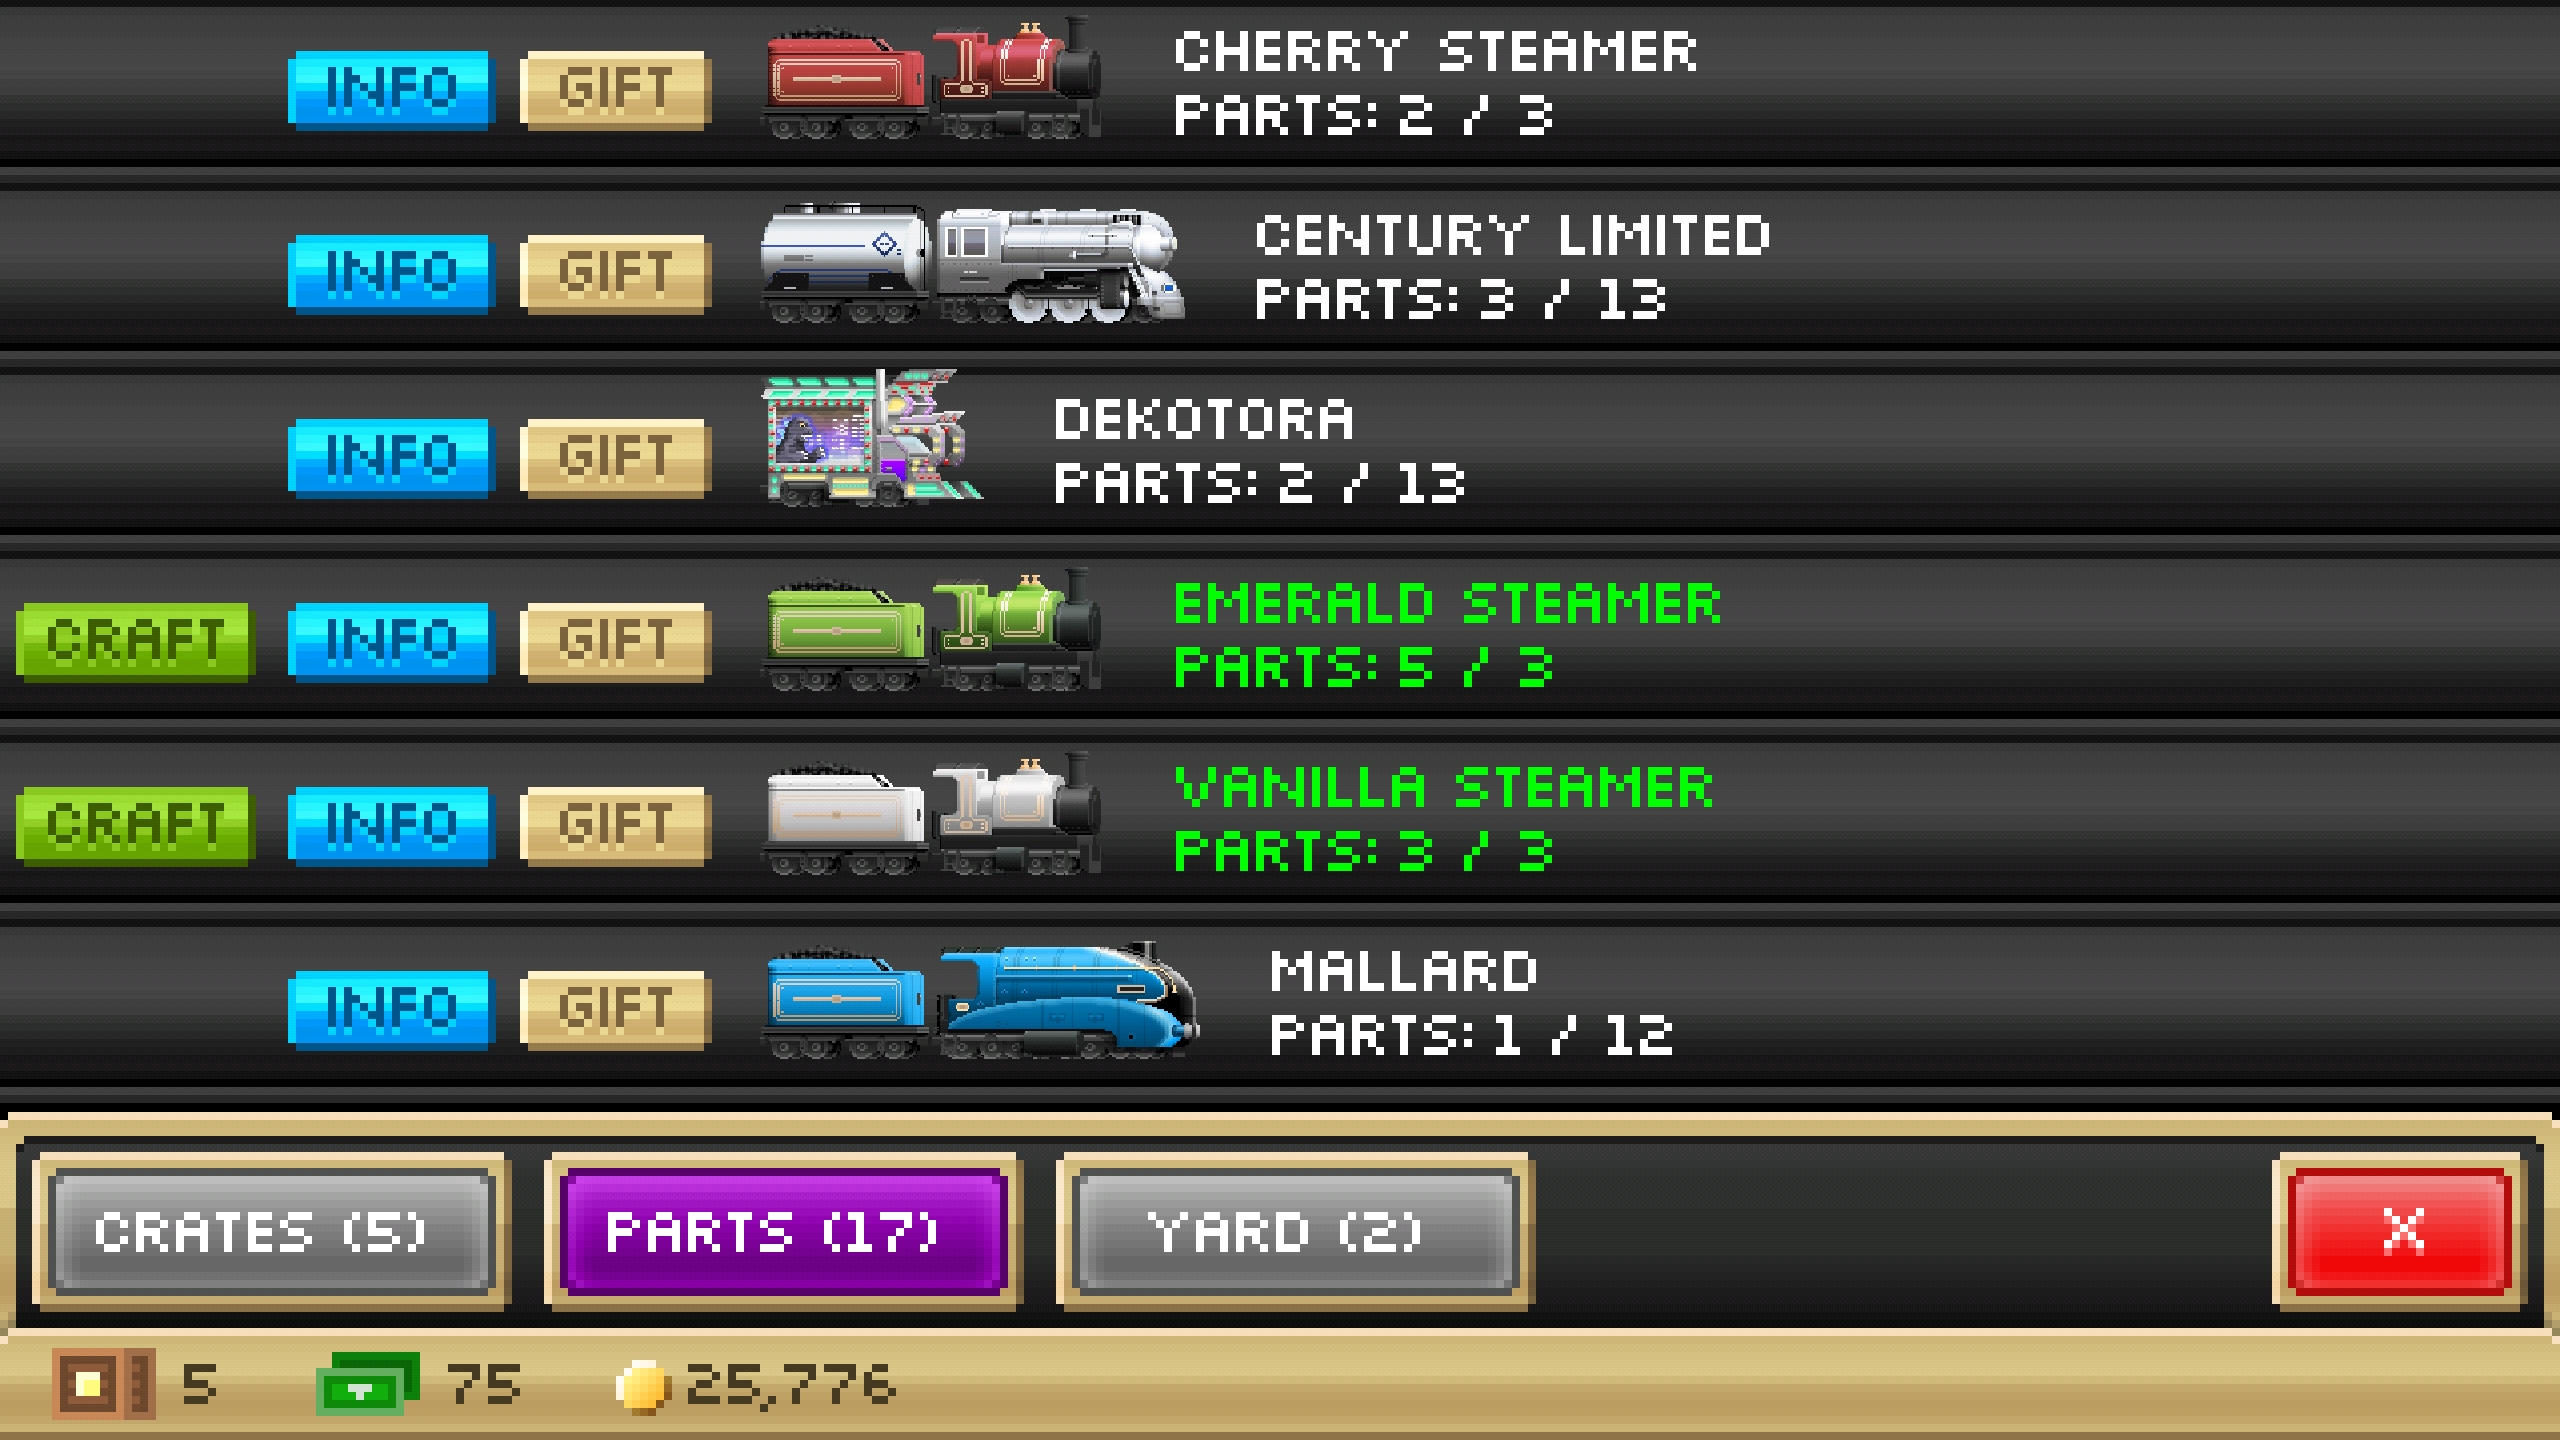 INFO GIFT CHERRY STEAMER
PARTS: 2 / 3
INFO GIFT CENTURY LIMITED
PARTS: 3 / 13
INFO GIFT DEKOTORA
PARTS: 2 / 13
CRAFT INFO GIFT EMERALD STEAMER
PARTS: 5 / 3
CRAFT INFO GIFT VANILLA STEAMER
PARTS: 3 / 3
INFO GIFT MALLARD
PARTS: 1 / 12
CRATES (5) PARTS (17) YARD (2) X
5 75 25,776